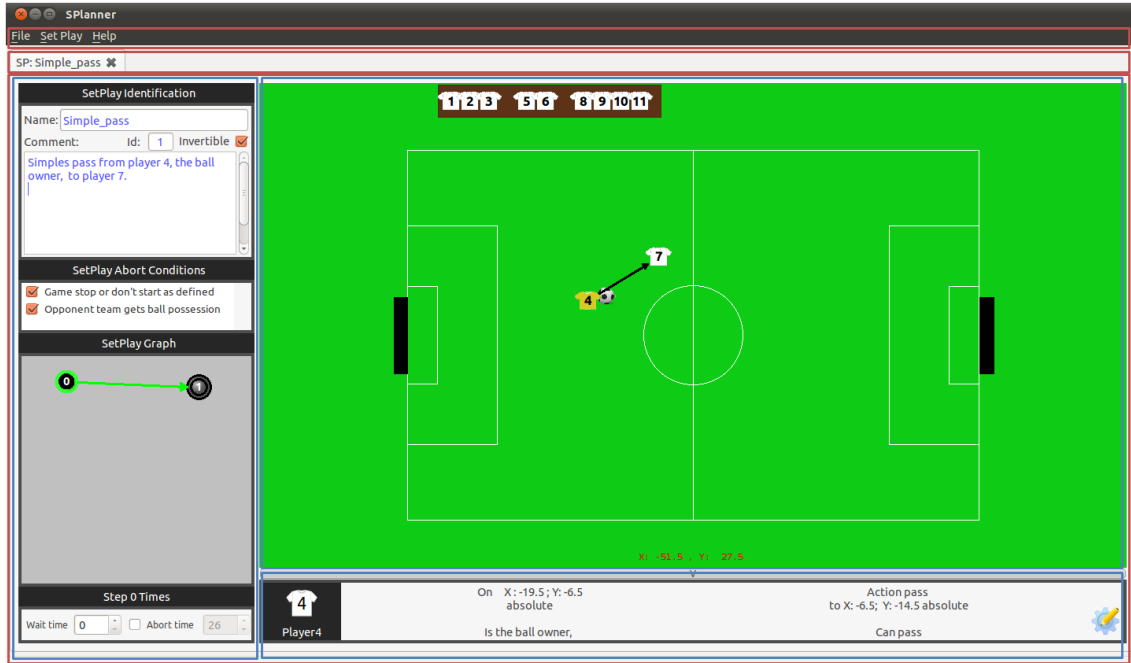 SPlanner
File Set Play Help
SP: Simple_pass
SetPlay Identification
Name: Simple_pass
Comment: Id: 1 Invertible
Simples pass from player 4, the ball
owner, to player 7.
SetPlay Abort Conditions
Game stop or don't start as defined
Opponent team gets ball possession
SetPlay Graph
0 1
Step 0 Times
Wait time 0 Abort time 26
1 2 3 5 6 8 9 10 11
7
4
X: -51.5 , Y: 27.5
4
Player4
On X : -19.5 ; Y: -6.5
absolute
Is the ball owner,
Action pass
to X: -6.5; Y: -14.5 absolute
Can pass